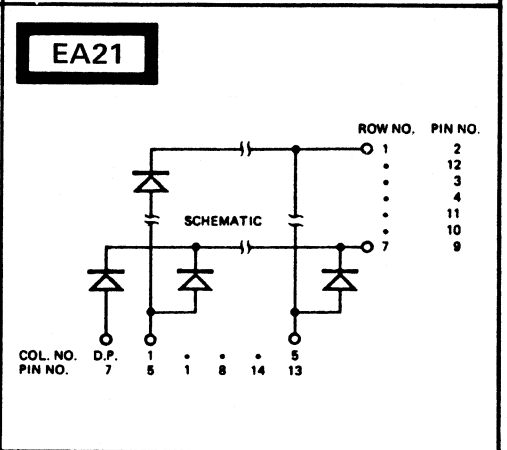 EA21
ROW NO. PIN NO.
1 2
• 12
• 3
• 4
• 11
• 10
7 9
SCHEMATIC
COL. NO. D.P. 1 • • • 5
PIN NO. 7 5 1 8 14 13